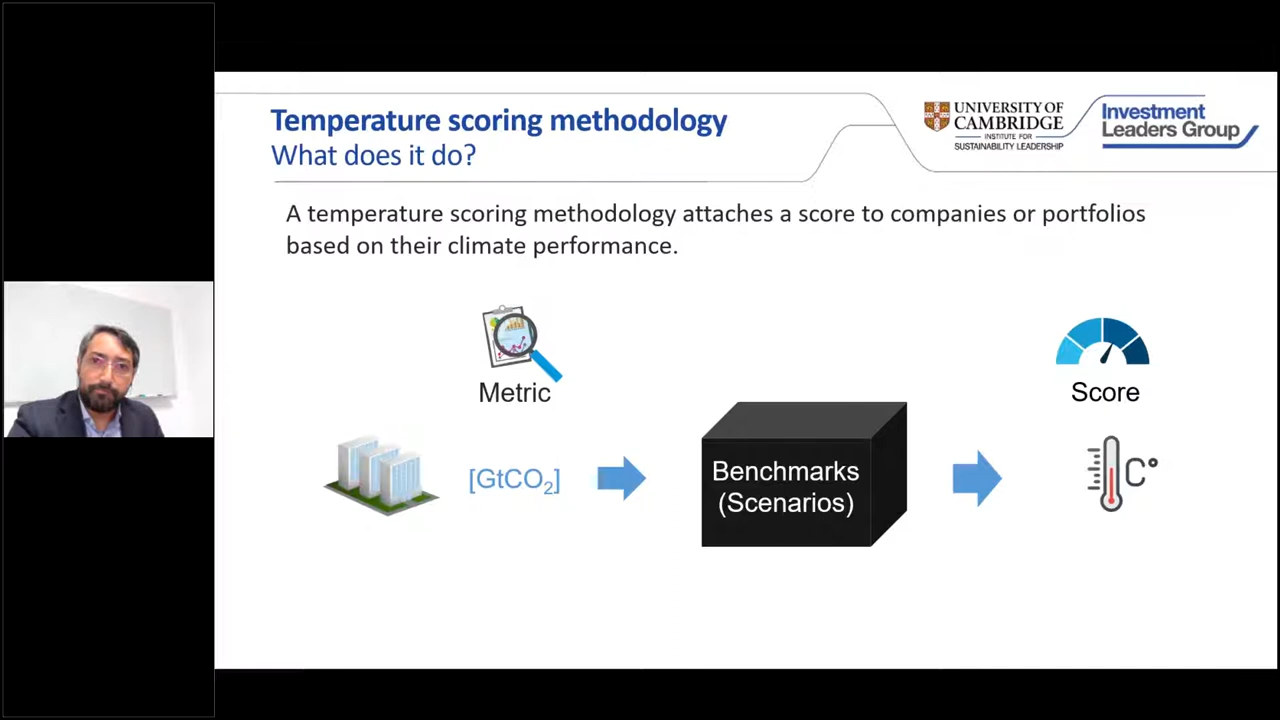 Temperature scoring methodology
What does it do?
UNIVERSITY OF
CAMBRIDGE
INSTITUTE FOR
SUSTAINABILITY LEADERSHIP
Investment
Leaders Group
A temperature scoring methodology attaches a score to companies or portfolios
based on their climate performance.
Metric
Score
[GtCO₂]
Benchmarks
(Scenarios)
C°